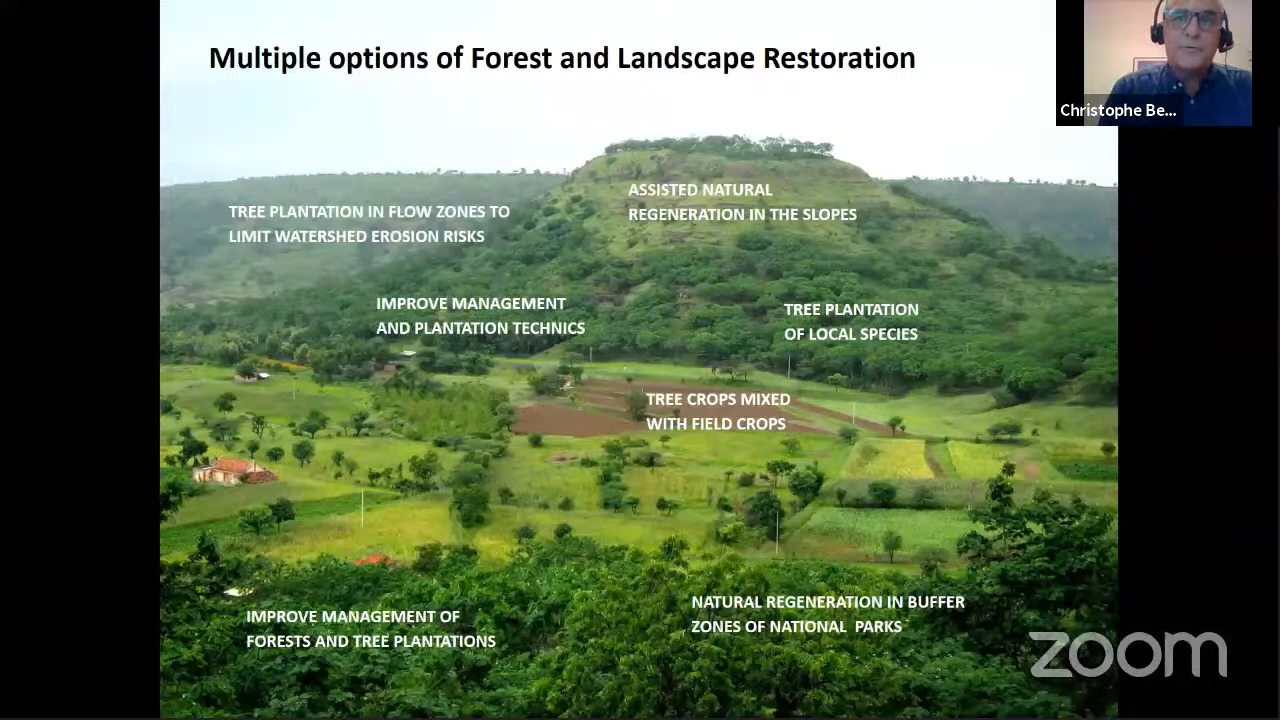 Multiple options of Forest and Landscape Restoration
Christophe Be...
ASSISTED NATURAL
REGENERATION IN THE SLOPES
TREE PLANTATION IN FLOW ZONES TO
LIMIT WATERSHED EROSION RISKS
IMPROVE MANAGEMENT
AND PLANTATION TECHNICS
TREE PLANTATION
OF LOCAL SPECIES
TREE CROPS MIXED
WITH FIELD CROPS
IMPROVE MANAGEMENT OF
FORESTS AND TREE PLANTATIONS
NATURAL REGENERATION IN BUFFER
ZONES OF NATIONAL PARKS
zoom